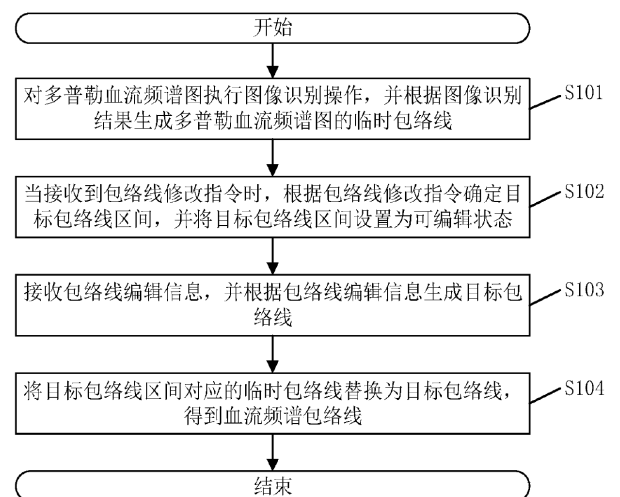 开始
对多普勒血流频谱图执行图像识别操作，并根据图像识别
结果生成多普勒血流频谱图的临时包络线
S101
当接收到包络线修改指令时，根据包络线修改指令确定目
标包络线区间，并将目标包络线区间设置为可编辑状态
S102
接收包络线编辑信息，并根据包络线编辑信息生成目标包
络线
S103
将目标包络线区间对应的临时包络线替换为目标包络线，
得到血流频谱包络线
S104
结束